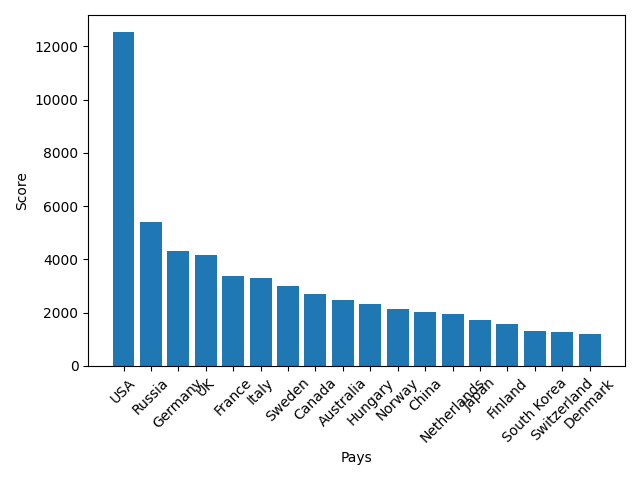 Score
12000
10000
8000
6000
4000
2000
0
USA
Russia
Germany
UK
France
Italy
Sweden
Canada
Australia
Hungary
Norway
China
Netherlands
Japan
Finland
South Korea
Switzerland
Denmark
Pays